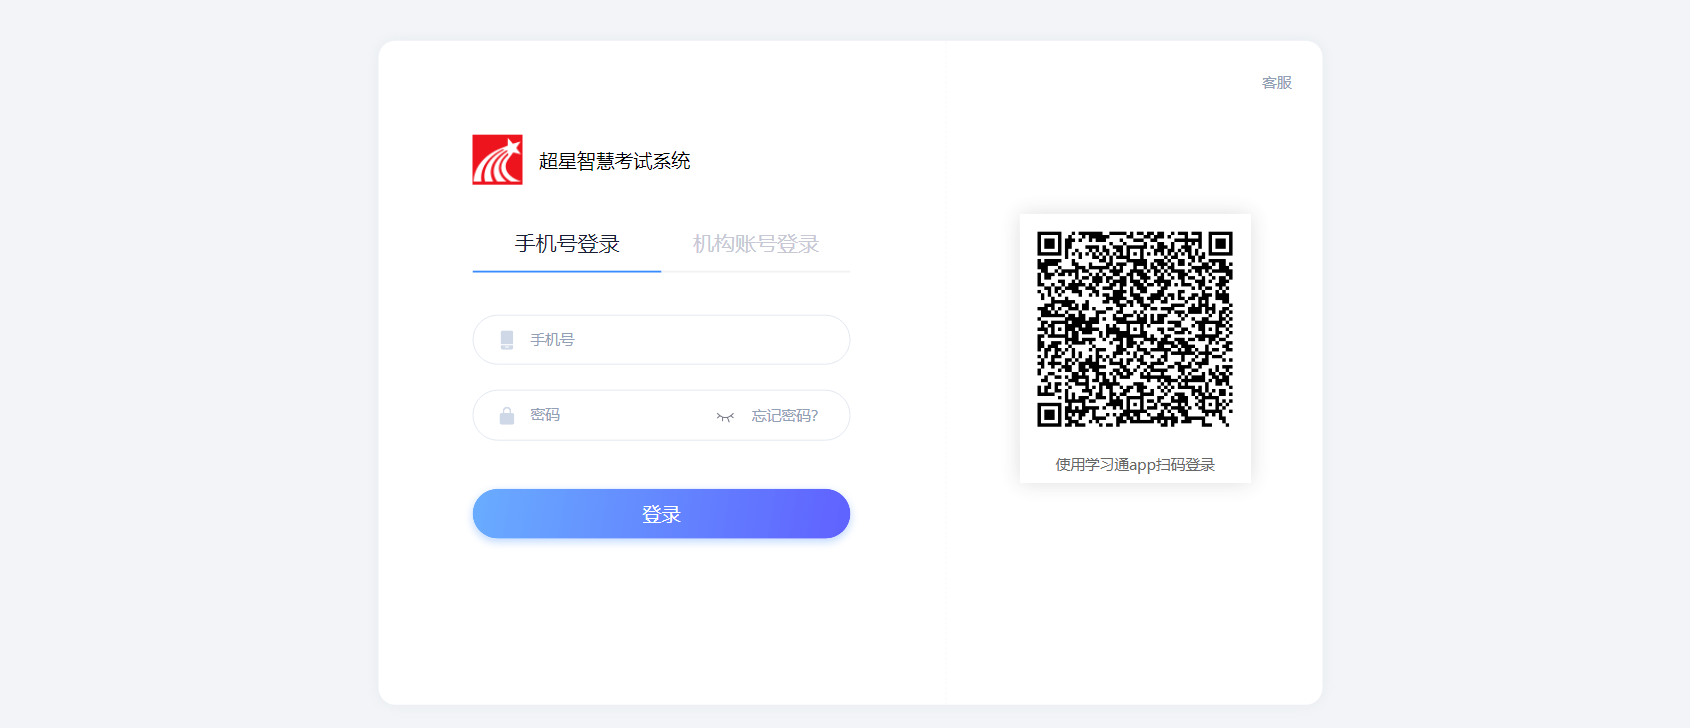 客服
超星智慧考试系统
手机号登录
机构账号登录
手机号
密码
忘记密码?
登录
使用学习通app扫码登录